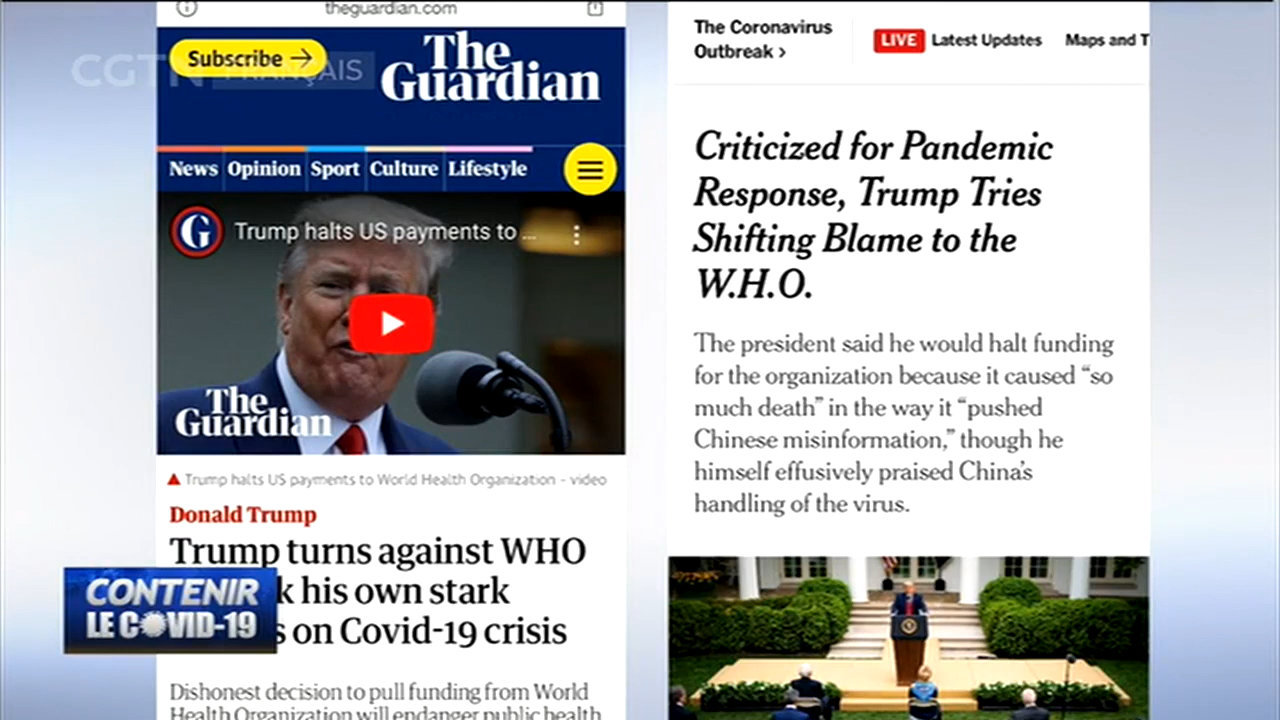 theguardian.com
CGTN FRANÇAIS
Subscribe →
The
Guardian
News Opinion Sport Culture Lifestyle
G
Trump halts US payments to ...
The
Guardian
Trump halts US payments to World Health Organization - video
Donald Trump
Trump turns against WHO
k his own stark
s on Covid-19 crisis
Dishonest decision to pull funding from World
Health Organization will endanger public health
CONTENIR
LE COVID-19
The Coronavirus
Outbreak ›
LIVE Latest Updates Maps and T
Criticized for Pandemic
Response, Trump Tries
Shifting Blame to the
W.H.O.
The president said he would halt funding
for the organization because it caused “so
much death” in the way it “pushed
Chinese misinformation,” though he
himself effusively praised China’s
handling of the virus.